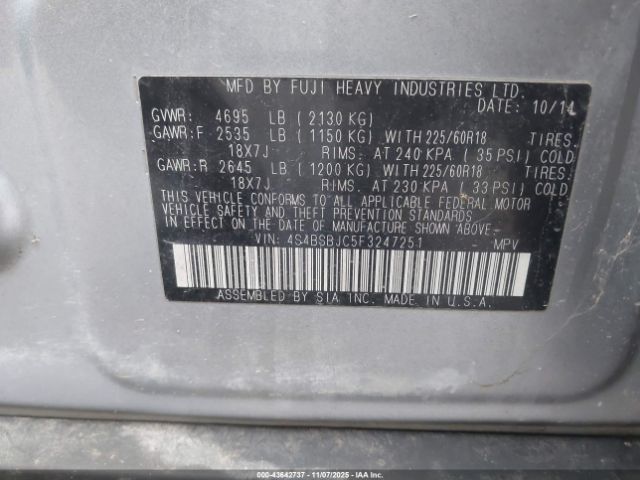 MFD BY FUJI HEAVY INDUSTRIES LTD.
DATE: 10/14
GVWR: 4695 LB (2130 KG)
GAWR:F 2535 LB (1150 KG) WITH 225/60R18 TIRES.
18X7J RIMS. AT 240 KPA (35 PSI) COLD
GAWR:R 2645 LB (1200 KG) WITH 225/60R18 TIRES.
18X7J RIMS. AT 230 KPA (33 PSI) COLD
THIS VEHICLE CONFORMS TO ALL APPLICABLE FEDERAL MOTOR
VEHICLE SAFETY AND THEFT PREVENTION STANDARDS
IN EFFECT ON THE DATE OF MANUFACTURE SHOWN ABOVE.
VIN: 4S4BSBJC5F3247251 MPV
ASSEMBLED BY SIA INC. MADE IN U.S.A.
000-43642737 - 11/07/2025 - IAA, Inc.